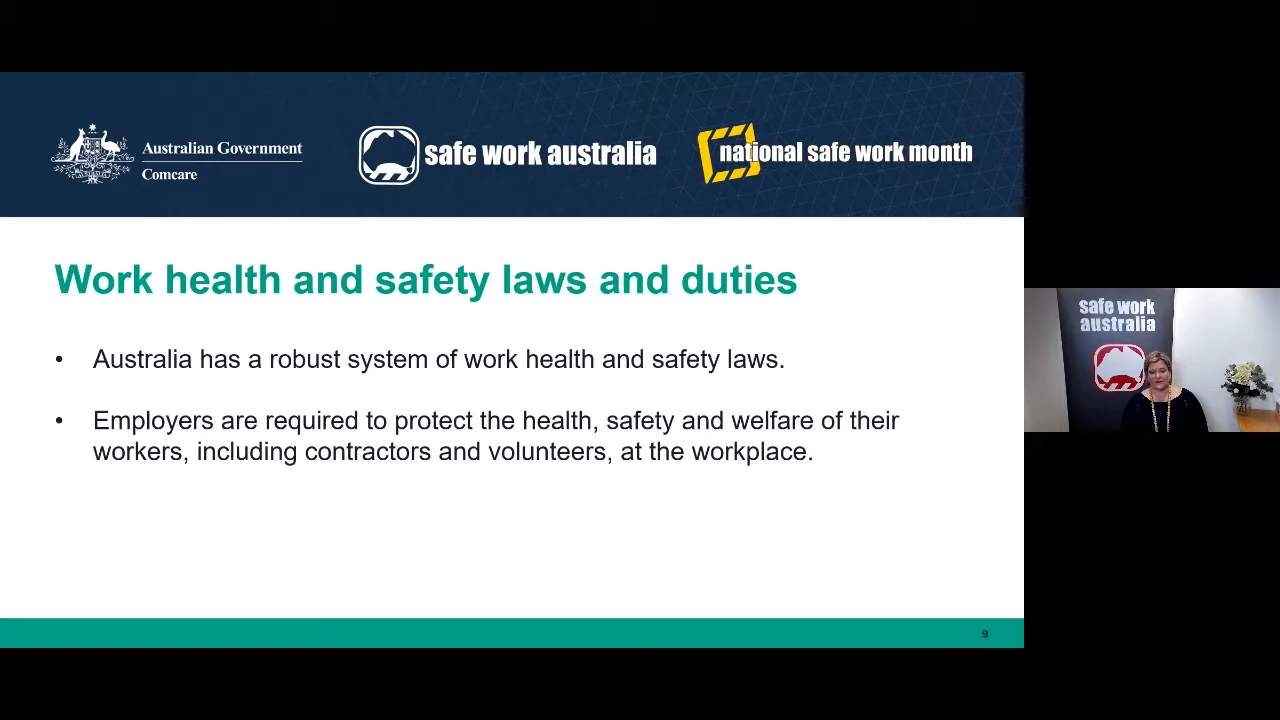 Australian Government
Comcare
safe work australia
national safe work month
Work health and safety laws and duties
• Australia has a robust system of work health and safety laws.
• Employers are required to protect the health, safety and welfare of their
workers, including contractors and volunteers, at the workplace.
9
safe work
australia